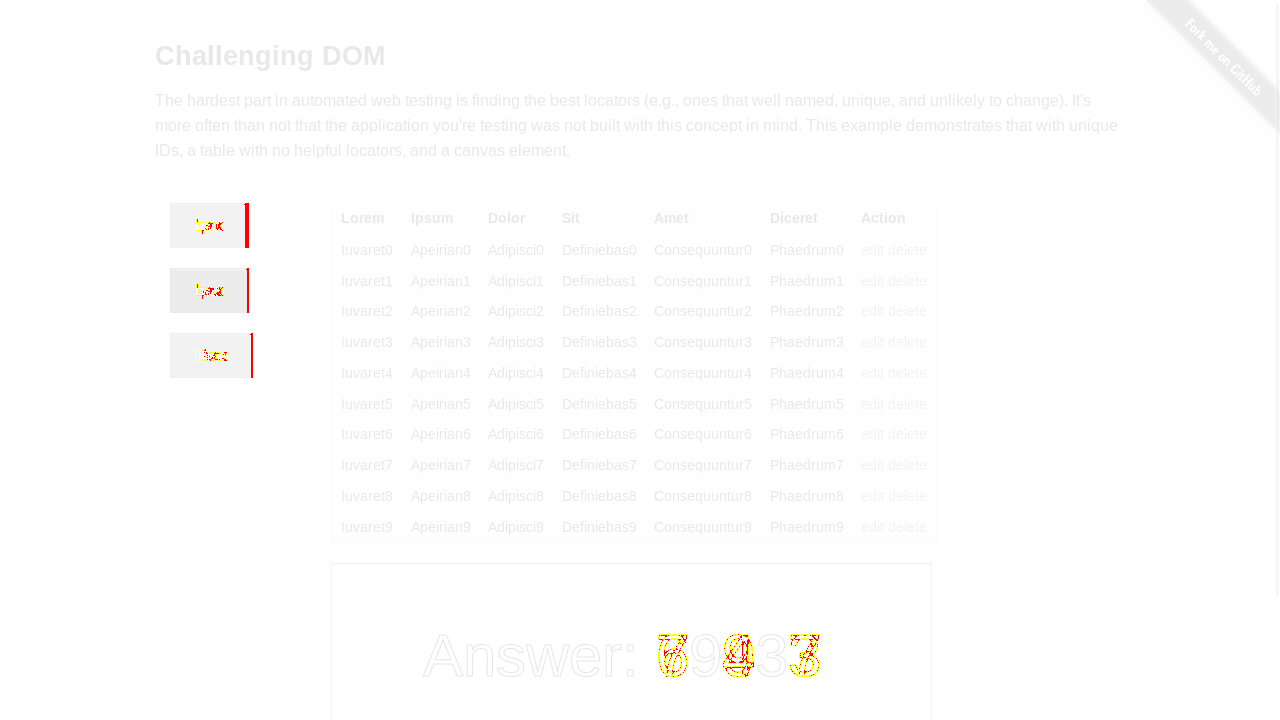 Fork me on GitHub
Challenging DOM
The hardest part in automated web testing is finding the best locators (e.g., ones that well named, unique, and unlikely to change). It's
more often than not that the application you're testing was not built with this concept in mind. This example demonstrates that with unique
IDs, a table with no helpful locators, and a canvas element.
Lorem Ipsum Dolor Sit Amet Diceret Action
Iuvaret0 Apeirian0 Adipisci0 Definiebas0 Consequuntur0 Phaedrum0 edit delete
Iuvaret1 Apeirian1 Adipisci1 Definiebas1 Consequuntur1 Phaedrum1 edit delete
Iuvaret2 Apeirian2 Adipisci2 Definiebas2 Consequuntur2 Phaedrum2 edit delete
Iuvaret3 Apeirian3 Adipisci3 Definiebas3 Consequuntur3 Phaedrum3 edit delete
Iuvaret4 Apeirian4 Adipisci4 Definiebas4 Consequuntur4 Phaedrum4 edit delete
Iuvaret5 Apeirian5 Adipisci5 Definiebas5 Consequuntur5 Phaedrum5 edit delete
Iuvaret6 Apeirian6 Adipisci6 Definiebas6 Consequuntur6 Phaedrum6 edit delete
Iuvaret7 Apeirian7 Adipisci7 Definiebas7 Consequuntur7 Phaedrum7 edit delete
Iuvaret8 Apeirian8 Adipisci8 Definiebas8 Consequuntur8 Phaedrum8 edit delete
Iuvaret9 Apeirian9 Adipisci9 Definiebas9 Consequuntur9 Phaedrum9 edit delete
Answer: